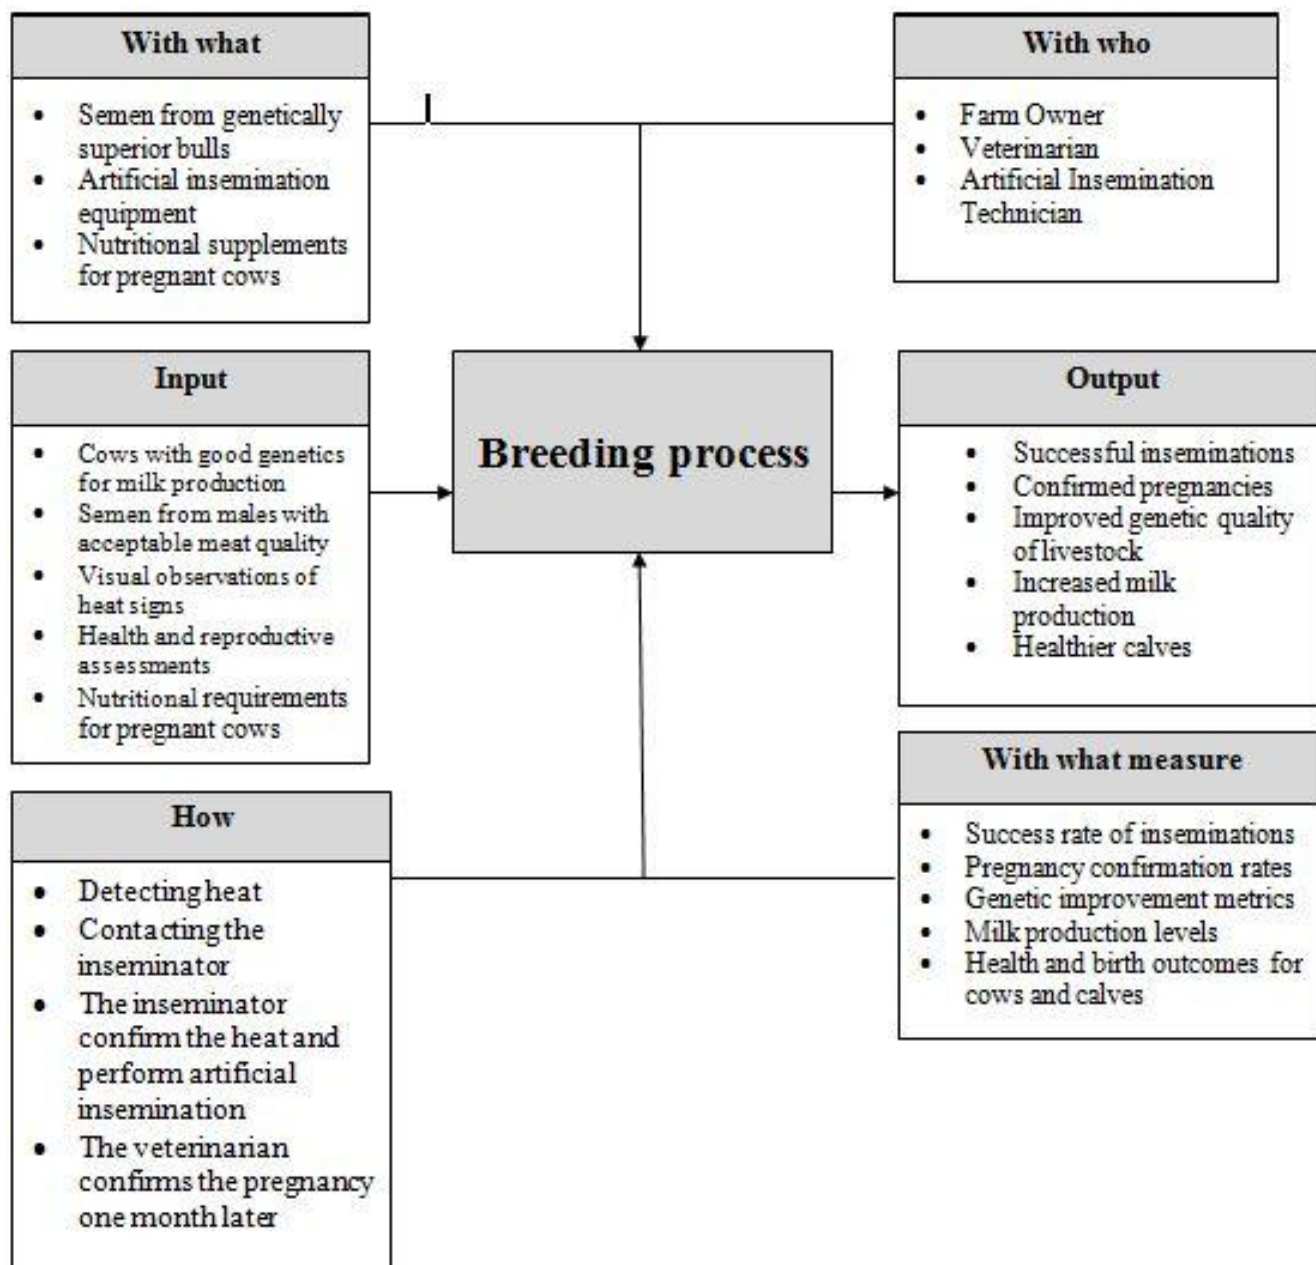 With what
• Semen from genetically
superior bulls
• Artificial insemination
equipment
• Nutritional supplements
for pregnant cows
With who
• Farm Owner
• Veterinarian
• Artificial Insemination
Technician
Input
• Cows with good genetics
for milk production
• Semen from males with
acceptable meat quality
• Visual observations of
heat signs
• Health and reproductive
assessments
• Nutritional requirements
for pregnant cows
Breeding process
Output
• Successful inseminations
• Confirmed pregnancies
• Improved genetic quality
of livestock
• Increased milk
production
• Healthier calves
How
• Detecting heat
• Contacting the
inseminator
• The inseminator
confirm the heat and
perform artificial
insemination
• The veterinarian
confirms the pregnancy
one month later
With what measure
• Success rate of inseminations
• Pregnancy confirmation rates
• Genetic improvement metrics
• Milk production levels
• Health and birth outcomes for
cows and calves